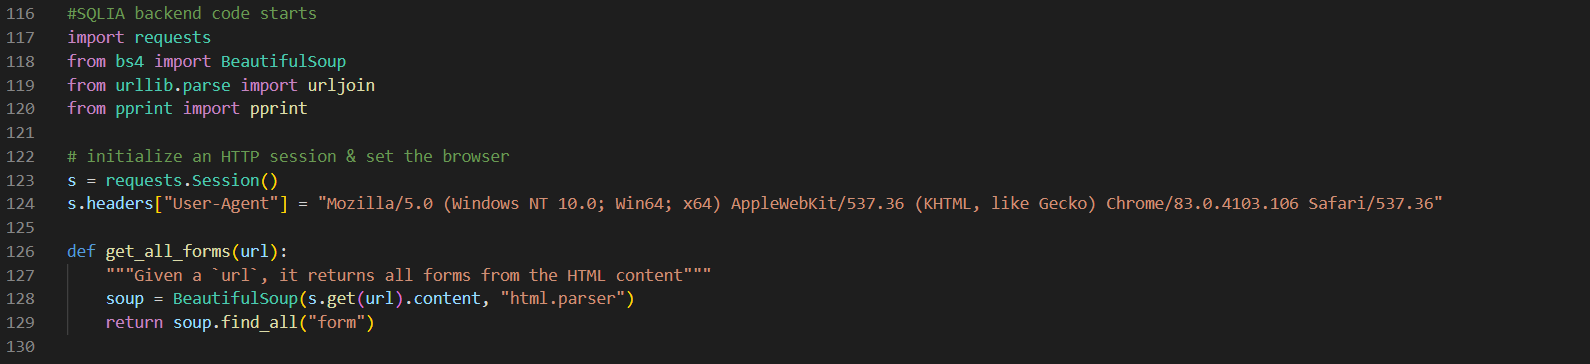 116 #SQLIA backend code starts
117 import requests
118 from bs4 import BeautifulSoup
119 from urllib.parse import urljoin
120 from pprint import pprint
121
122 # initialize an HTTP session & set the browser
123 s = requests.Session()
124 s.headers["User-Agent"] = "Mozilla/5.0 (Windows NT 10.0; Win64; x64) AppleWebKit/537.36 (KHTML, like Gecko) Chrome/83.0.4103.106 Safari/537.36"
125
126 def get_all_forms(url):
127     """Given a `url`, it returns all forms from the HTML content"""
128     soup = BeautifulSoup(s.get(url).content, "html.parser")
129     return soup.find_all("form")
130